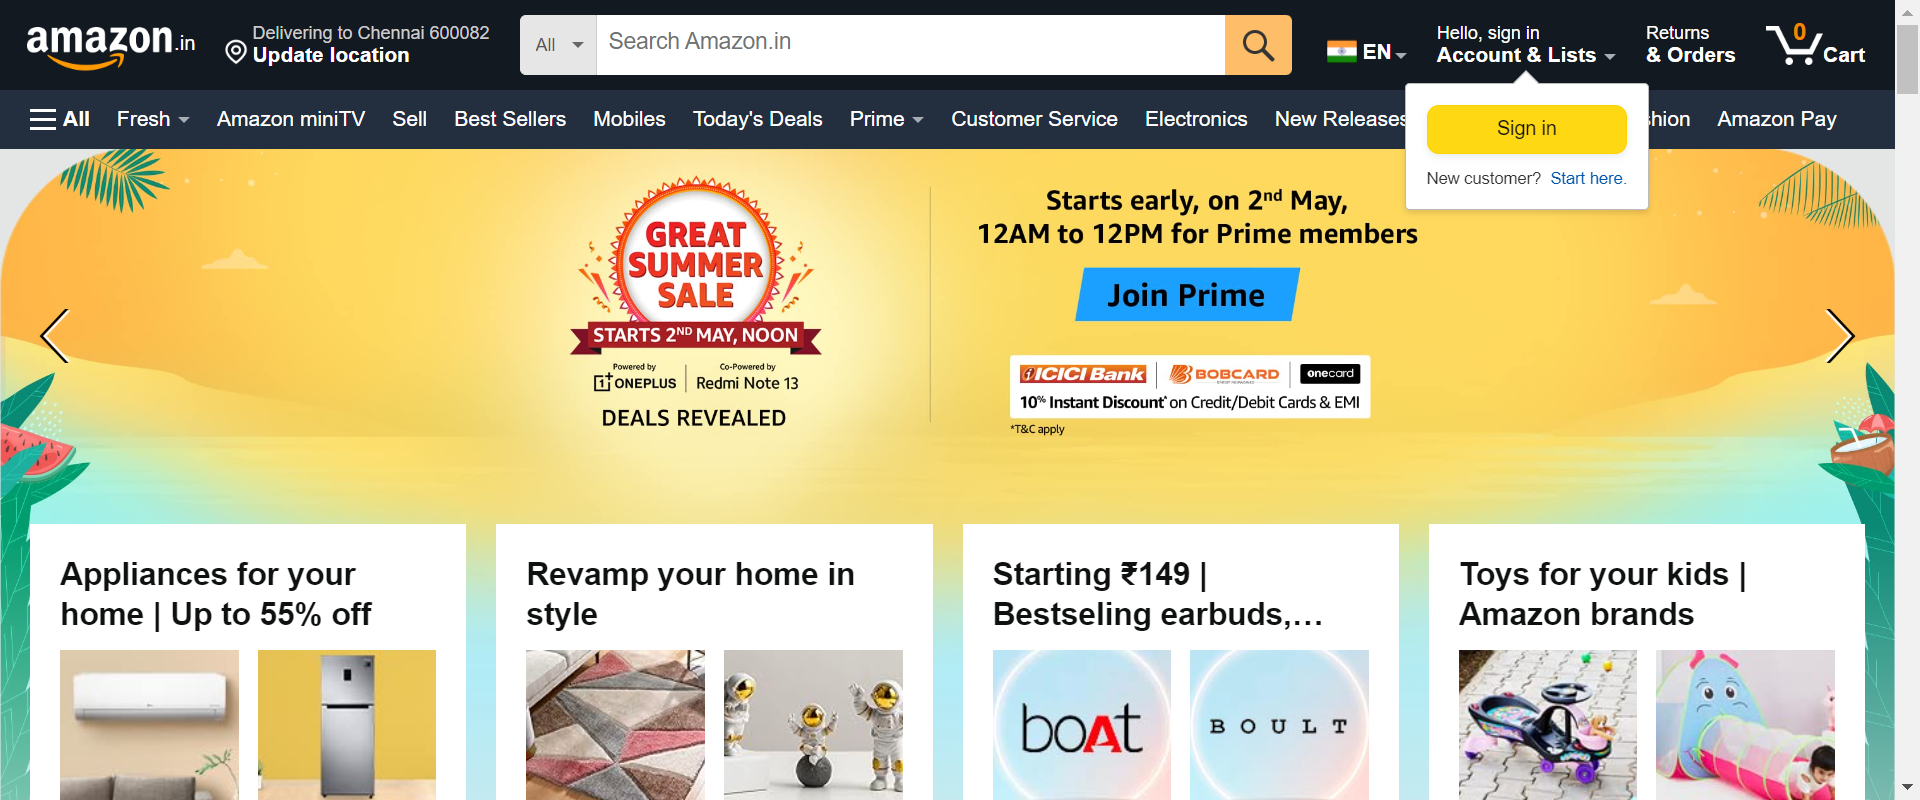 amazon.in
Delivering to Chennai 600082
Update location
All
Search Amazon.in
EN
Hello, sign in
Account & Lists
Returns
& Orders
0
Cart
All
Fresh
Amazon miniTV
Sell
Best Sellers
Mobiles
Today's Deals
Prime
Customer Service
Electronics
New Releases
shion
Amazon Pay
Sign in
New customer? Start here.
GREAT
SUMMER
SALE
STARTS 2ND MAY, NOON
Powered by
ONEPLUS
Co-Powered by
Redmi Note 13
DEALS REVEALED
Starts early, on 2nd May,
12AM to 12PM for Prime members
Join Prime
ICICI Bank
BOBCARD
onecard
10% Instant Discount* on Credit/Debit Cards & EMI
*T&C apply
Appliances for your
home | Up to 55% off
Revamp your home in
style
Starting ₹149 |
Bestseling earbuds,…
Toys for your kids |
Amazon brands
boAt
BOULT